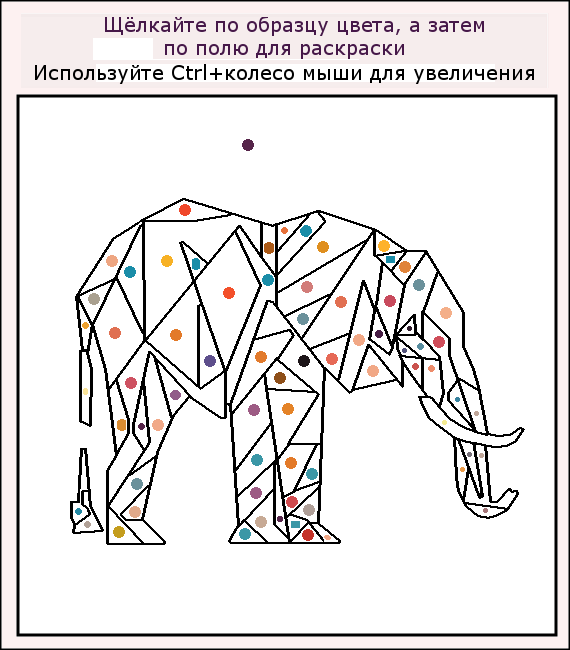 Щёлкайте по образцу цвета, а затем
по полю для раскраски
Используйте Ctrl+колесо мыши для увеличения